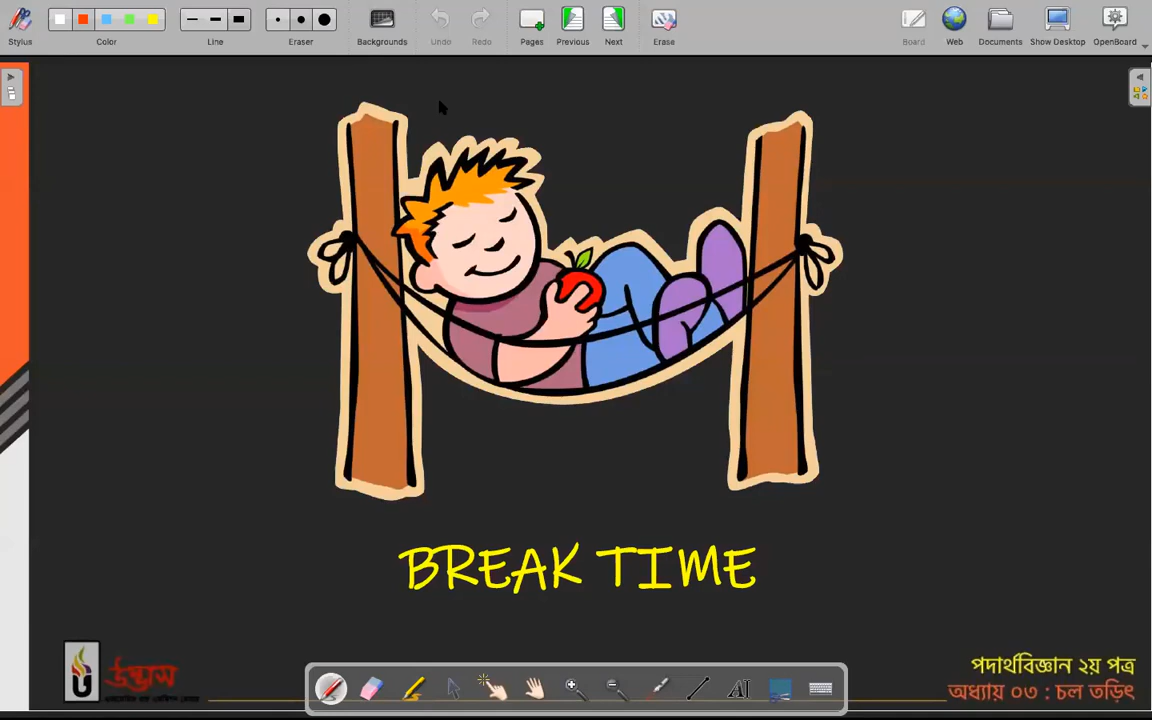 Stylus
Color
Line
Eraser
Backgrounds
Undo
Redo
Pages
Previous
Next
Erase
Board
Web
Documents
Show Desktop
OpenBoard
BREAK TIME
উদ্ভাস
পদার্থবিজ্ঞান ২য় পত্র
অধ্যায় ০৩ : চল তড়িৎ